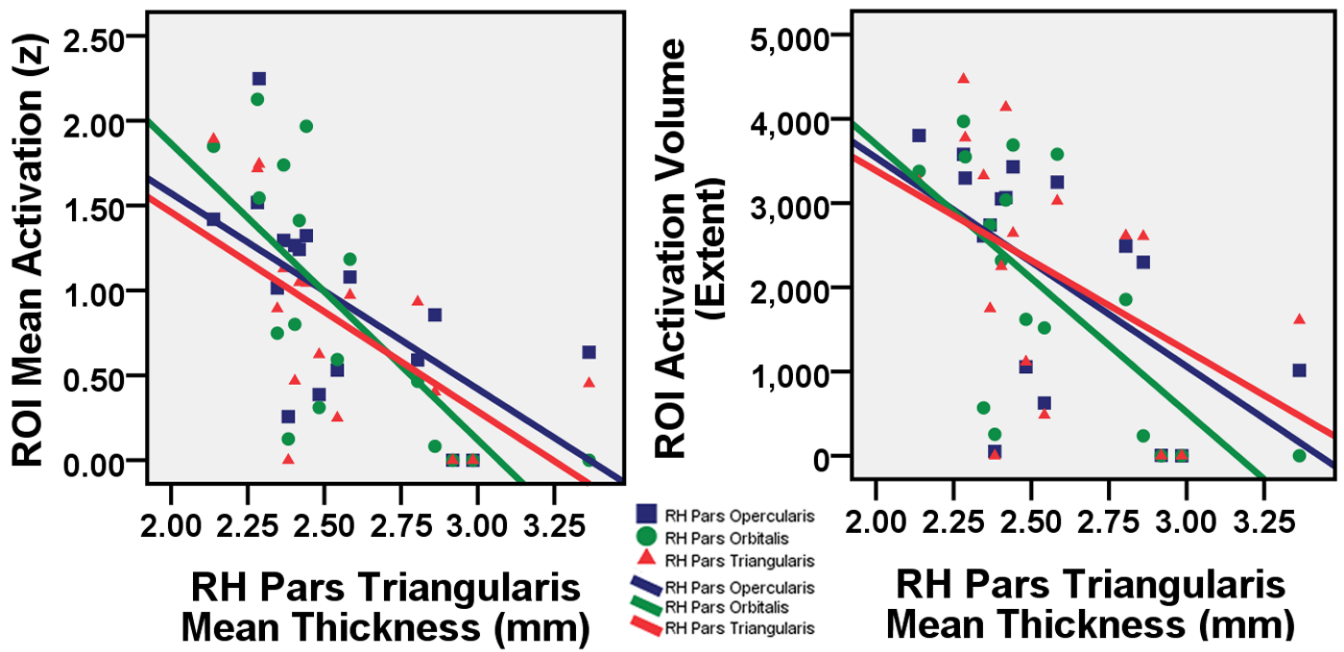 ROI Mean Activation (z)
2.50
2.00
1.50
1.00
0.50
0.00
2.00 2.25 2.50 2.75 3.00 3.25
RH Pars Triangularis
Mean Thickness (mm)
ROI Activation Volume
(Extent)
5,000
4,000
3,000
2,000
1,000
0
2.00 2.25 2.50 2.75 3.00 3.25
RH Pars Triangularis
Mean Thickness (mm)
RH Pars Opercularis
RH Pars Orbitalis
RH Pars Triangularis
RH Pars Opercularis
RH Pars Orbitalis
RH Pars Triangularis